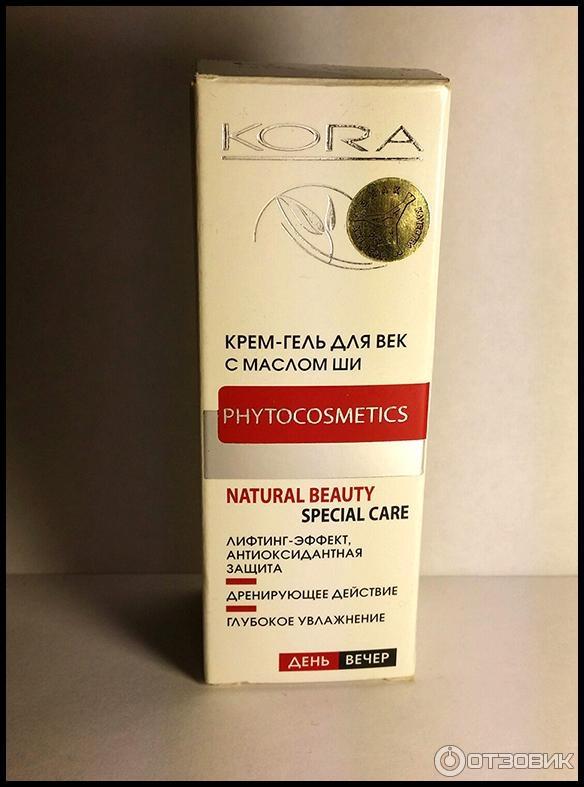 KORA
КРЕМ-ГЕЛЬ ДЛЯ ВЕК
С МАСЛОМ ШИ
PHYTOCOSMETICS
NATURAL BEAUTY
SPECIAL CARE
ЛИФТИНГ-ЭФФЕКТ,
АНТИОКСИДАНТНАЯ
ЗАЩИТА
ДРЕНИРУЮЩЕЕ ДЕЙСТВИЕ
ГЛУБОКОЕ УВЛАЖНЕНИЕ
ДЕНЬ ВЕЧЕР
ОТЗОВИК